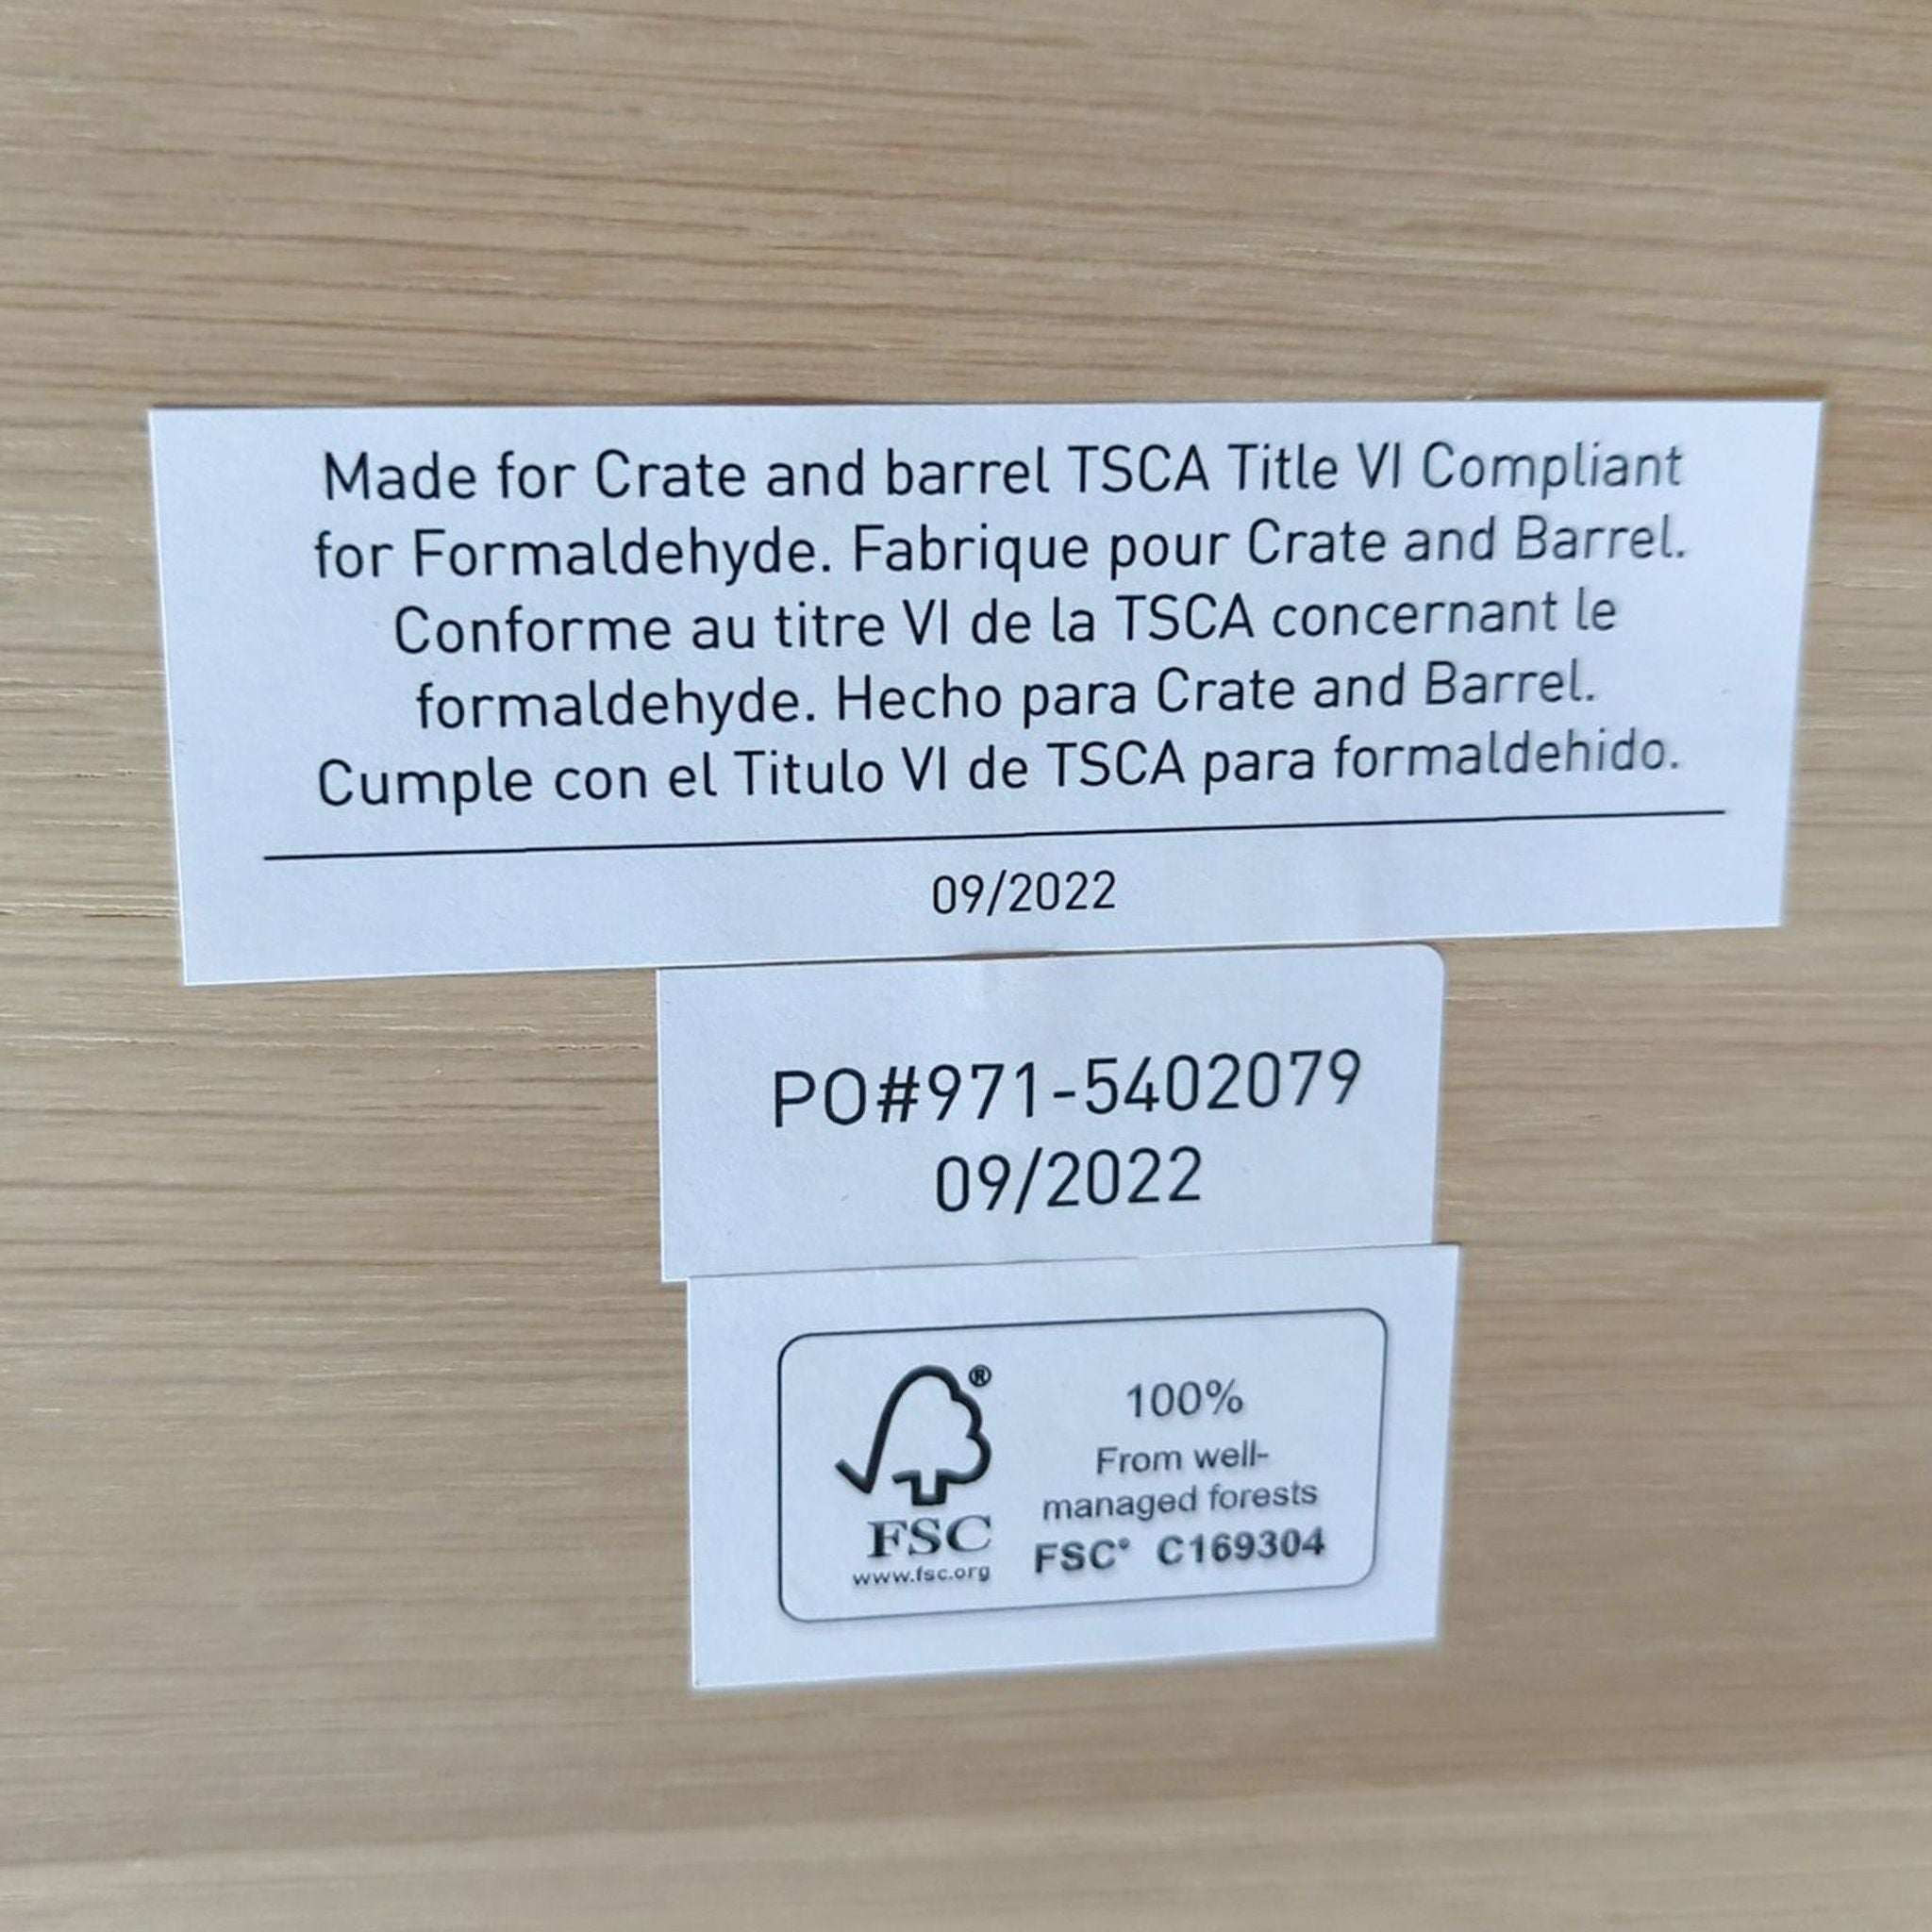 Made for Crate and barrel TSCA Title VI Compliant
for Formaldehyde. Fabrique pour Crate and Barrel.
Conforme au titre VI de la TSCA concernant le
formaldehyde. Hecho para Crate and Barrel.
Cumple con el Titulo VI de TSCA para formaldehido.
09/2022
PO#971-5402079
09/2022
®
FSC
www.fsc.org
100%
From well-
managed forests
FSC® C169304